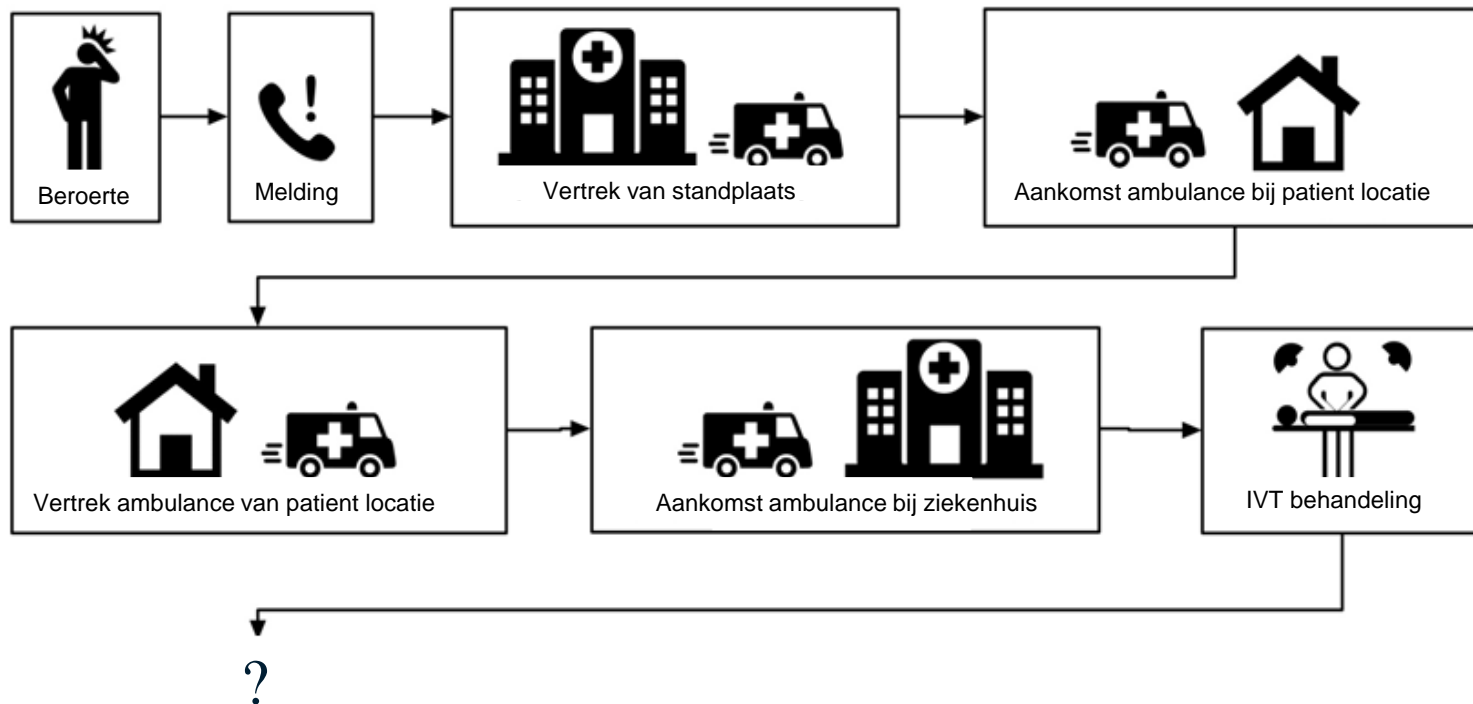 Beroerte
Melding
Vertrek van standplaats
Aankomst ambulance bij patient locatie
Vertrek ambulance van patient locatie
Aankomst ambulance bij ziekenhuis
IVT behandeling
?